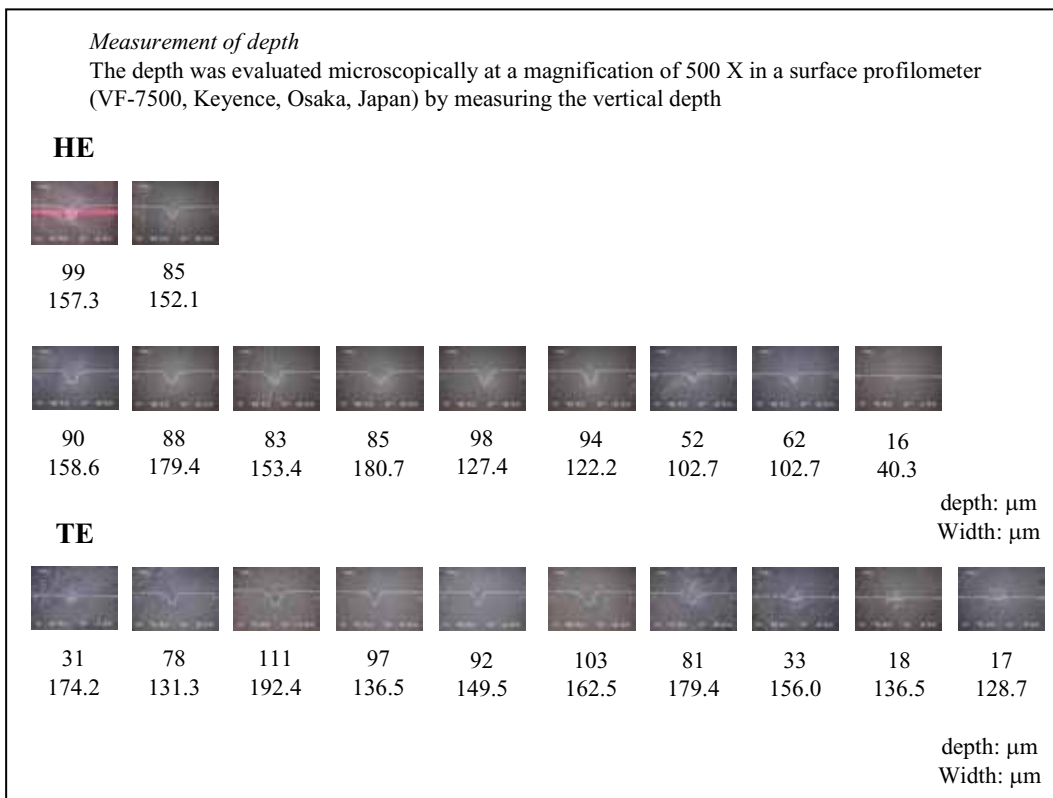 Measurement of depth
The depth was evaluated microscopically at a magnification of 500 X in a surface profilometer
(VF-7500, Keyence, Osaka, Japan) by measuring the vertical depth
HE
99 85
157.3 152.1
90 88 83 85 98 94 52 62 16
158.6 179.4 153.4 180.7 127.4 122.2 102.7 102.7 40.3
depth: μm
Width: μm
TE
31 78 111 97 92 103 81 33 18 17
174.2 131.3 192.4 136.5 149.5 162.5 179.4 156.0 136.5 128.7
depth: μm
Width: μm